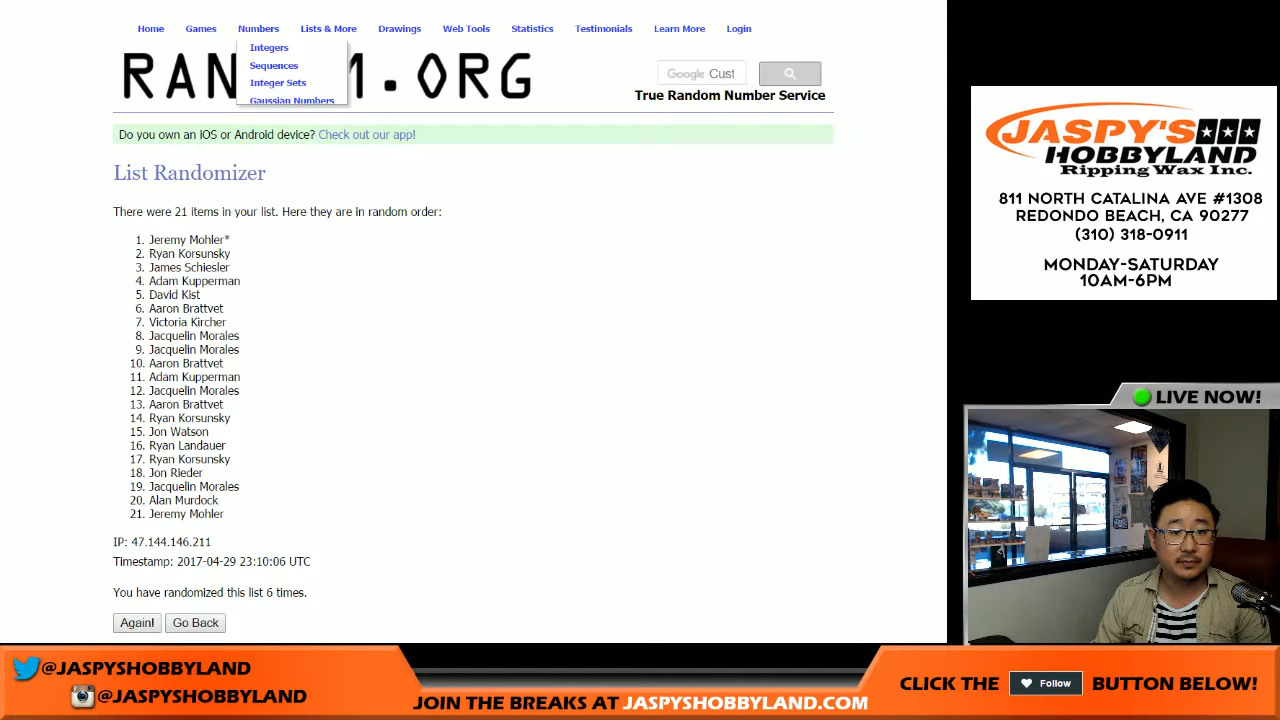 Home Games Numbers Lists & More Drawings Web Tools Statistics Testimonials Learn More Login
Integers
Sequences
Integer Sets
Gaussian Numbers
RAN M.ORG
Google Cust
True Random Number Service
Do you own an iOS or Android device? Check out our app!
List Randomizer
There were 21 items in your list. Here they are in random order:
1. Jeremy Mohler*
2. Ryan Korsunsky
3. James Schiesler
4. Adam Kupperman
5. David Kist
6. Aaron Brattvet
7. Victoria Kircher
8. Jacquelin Morales
9. Jacquelin Morales
10. Aaron Brattvet
11. Adam Kupperman
12. Jacquelin Morales
13. Aaron Brattvet
14. Ryan Korsunsky
15. Jon Watson
16. Ryan Landauer
17. Ryan Korsunsky
18. Jon Rieder
19. Jacquelin Morales
20. Alan Murdock
21. Jeremy Mohler
IP: 47.144.146.211
Timestamp: 2017-04-29 23:10:06 UTC
You have randomized this list 6 times.
Again! Go Back
JASPY'S
HOBBYLAND
Ripping Wax Inc.
811 NORTH CATALINA AVE #1308
REDONDO BEACH, CA 90277
(310) 318-0911
MONDAY-SATURDAY
10AM-6PM
LIVE NOW!
@JASPYSHOBBYLAND
@JASPYSHOBBYLAND
JOIN THE BREAKS AT JASPYSHOBBYLAND.COM
CLICK THE Follow BUTTON BELOW!